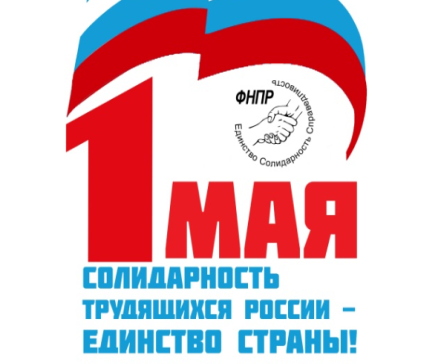 ФНПР
Единство Солидарность Справедливость
1 МАЯ
СОЛИДАРНОСТЬ
ТРУДЯЩИХСЯ РОССИИ –
ЕДИНСТВО СТРАНЫ!